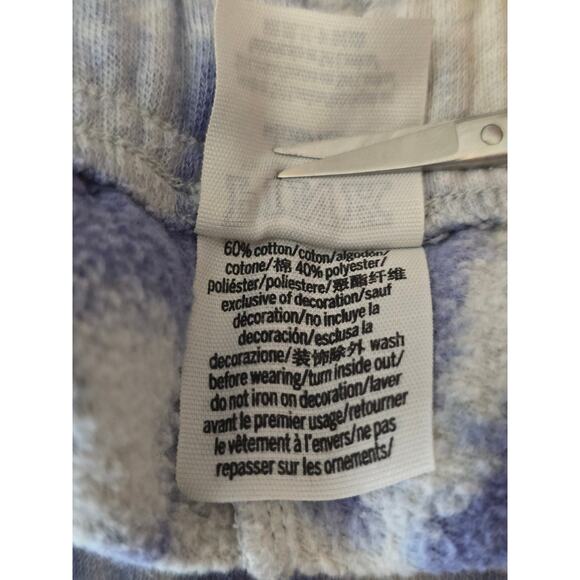 60% cotton/coton/algodón/
cotone/棉 40% polyester/
poliéster/poliestere/聚酯纤维
exclusive of decoration/sauf
décoration/no incluye la
decoración/esclusa la
decorazione/装饰除外 wash
before wearing/turn inside out/
do not iron on decoration/laver
avant le premier usage/retourner
le vêtement à l'envers/ne pas
repasser sur les ornements/